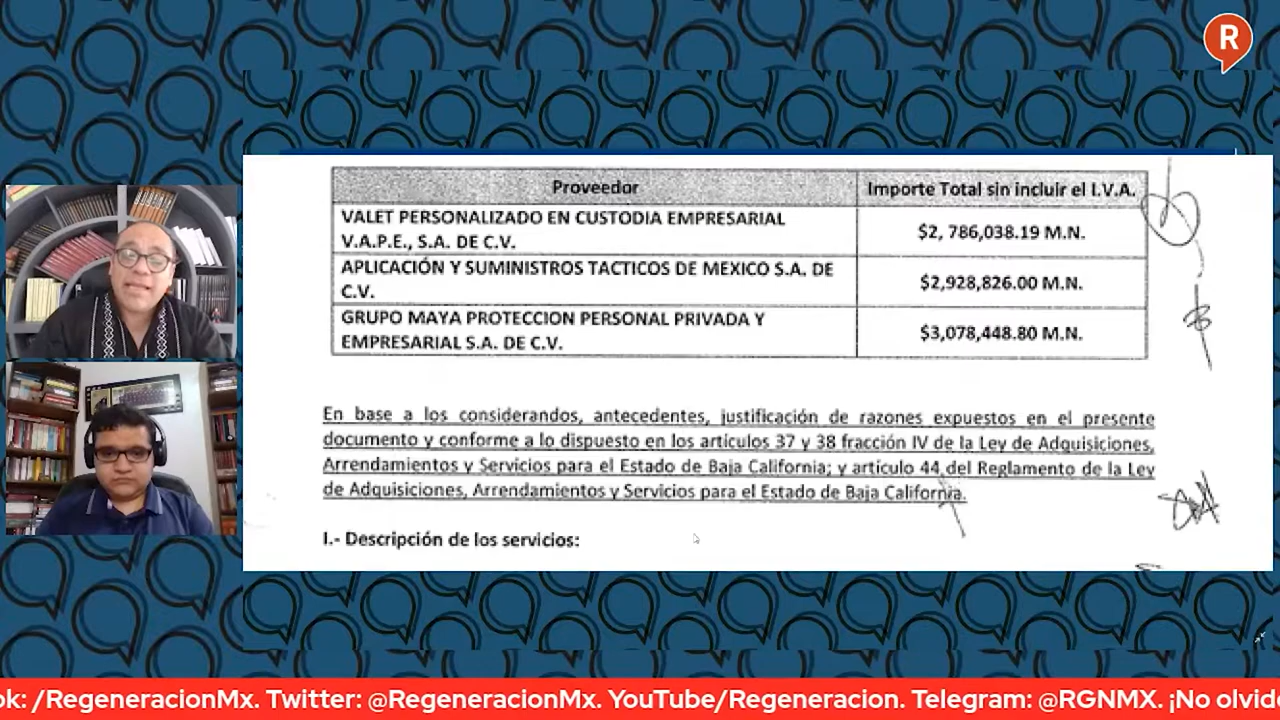 R
Proveedor
Importe Total sin incluir el I.V.A.
VALET PERSONALIZADO EN CUSTODIA EMPRESARIAL
V.A.P.E., S.A. DE C.V.
$2, 786,038.19 M.N.
APLICACIÓN Y SUMINISTROS TACTICOS DE MEXICO S.A. DE
C.V.
$2,928,826.00 M.N.
GRUPO MAYA PROTECCION PERSONAL PRIVADA Y
EMPRESARIAL S.A. DE C.V.
$3,078,448.80 M.N.
En base a los considerandos, antecedentes, justificación de razones expuestos en el presente
documento y conforme a lo dispuesto en los artículos 37 y 38 fracción IV de la Ley de Adquisiciones,
Arrendamientos y Servicios para el Estado de Baja California; y artículo 44 del Reglamento de la Ley
de Adquisiciones, Arrendamientos y Servicios para el Estado de Baja California.
I.- Descripción de los servicios:
ok: /RegeneracionMx. Twitter: @RegeneracionMx. YouTube/Regeneracion. Telegram: @RGNMX. ¡No olvid